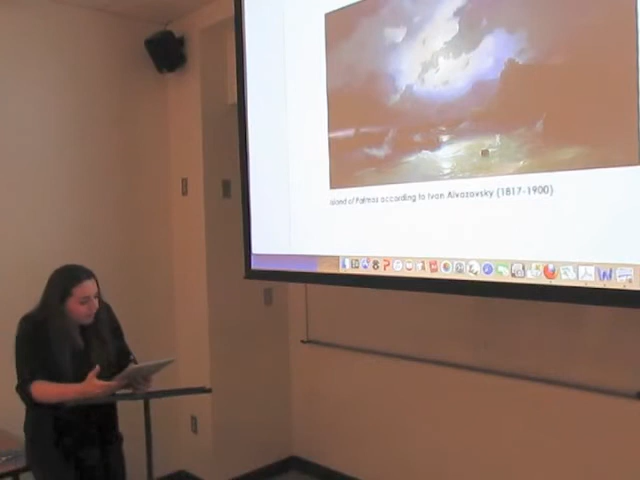 Island of Patmos according to Ivan Aivazovsky (1817-1900)